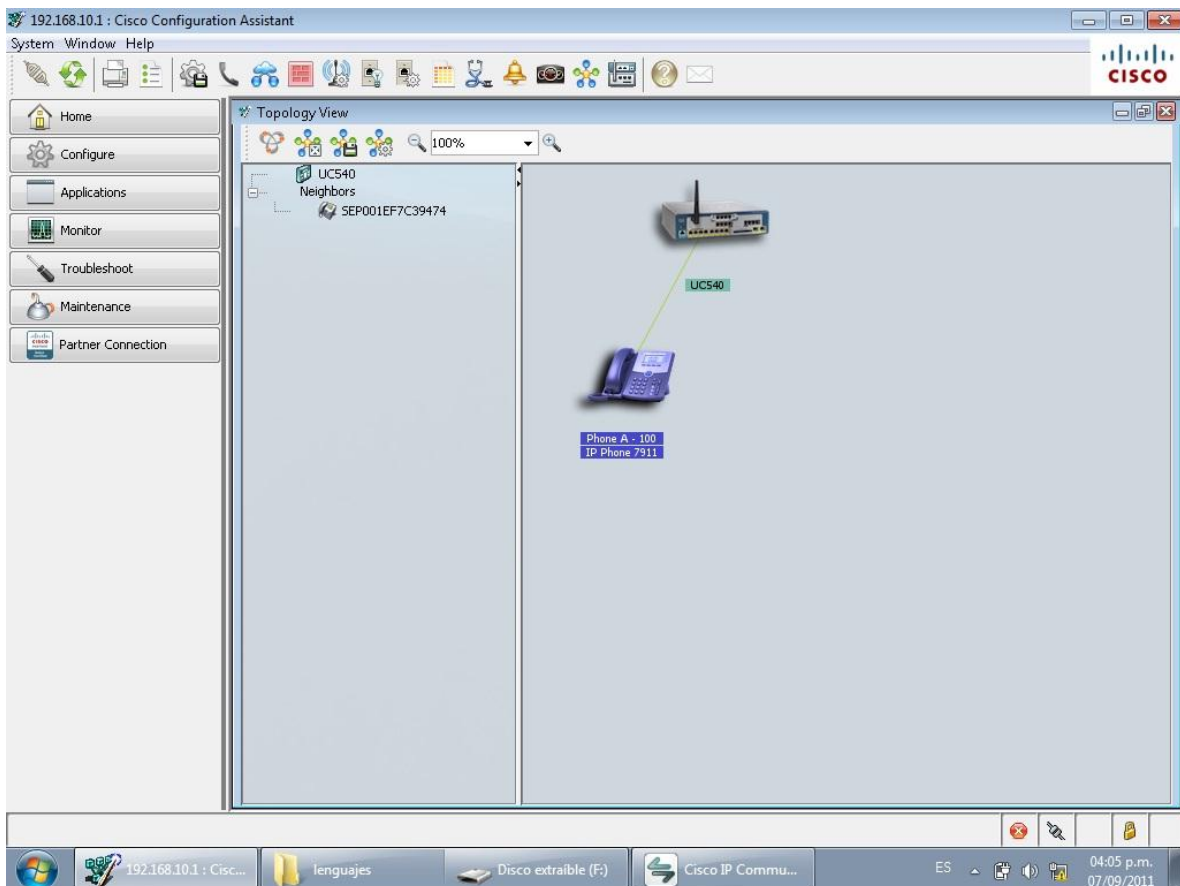 192.168.10.1 : Cisco Configuration Assistant
System Window Help
CISCO
Home
Configure
Applications
Monitor
Troubleshoot
Maintenance
Partner Connection
Topology View
100%
UC540
Neighbors
SEP001EF7C39474
UC540
Phone A - 100
IP Phone 7911
192.168.10.1 : Cisc...
lenguajes
Disco extraíble (F:)
Cisco IP Commu...
ES
04:05 p.m.
07/09/2011